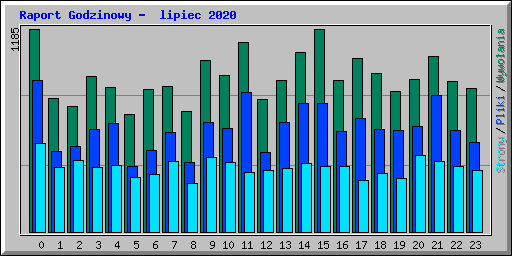 Raport Godzinowy - lipiec 2020
1185
Strony / Pliki / Wywołania
0 1 2 3 4 5 6 7 8 9 10 11 12 13 14 15 16 17 18 19 20 21 22 23